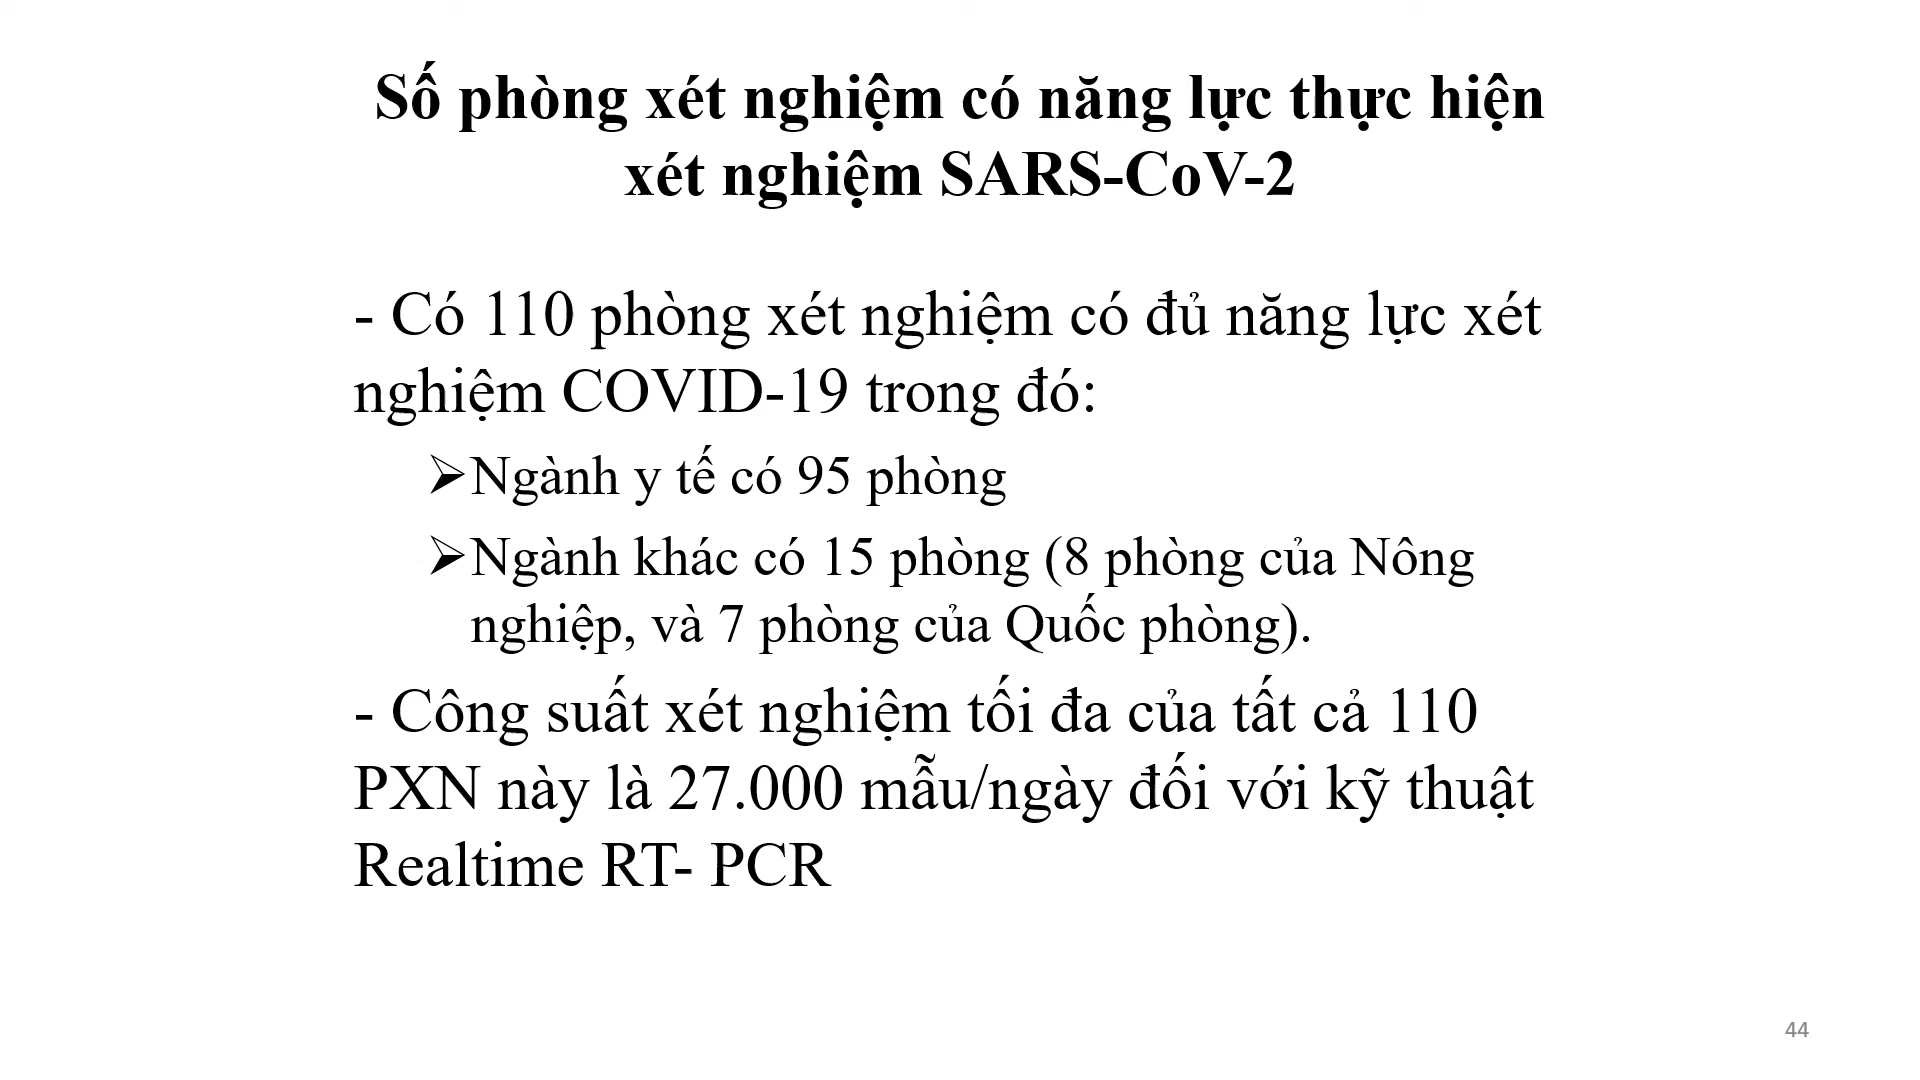 Số phòng xét nghiệm có năng lực thực hiện
xét nghiệm SARS-CoV-2
- Có 110 phòng xét nghiệm có đủ năng lực xét
nghiệm COVID-19 trong đó:
➢Ngành y tế có 95 phòng
➢Ngành khác có 15 phòng (8 phòng của Nông
nghiệp, và 7 phòng của Quốc phòng).
- Công suất xét nghiệm tối đa của tất cả 110
PXN này là 27.000 mẫu/ngày đối với kỹ thuật
Realtime RT- PCR
44